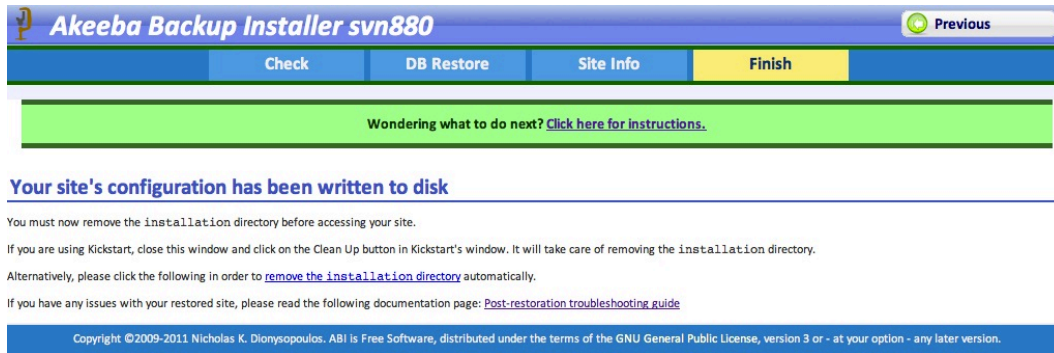 Akeeba Backup Installer svn880
Previous
Check
DB Restore
Site Info
Finish
Wondering what to do next? Click here for instructions.
Your site's configuration has been written to disk
You must now remove the installation directory before accessing your site.
If you are using Kickstart, close this window and click on the Clean Up button in Kickstart's window. It will take care of removing the installation directory.
Alternatively, please click the following in order to remove the installation directory automatically.
If you have any issues with your restored site, please read the following documentation page: Post-restoration troubleshooting guide
Copyright ©2009-2011 Nicholas K. Dionysopoulos. ABI is Free Software, distributed under the terms of the GNU General Public License, version 3 or - at your option - any later version.